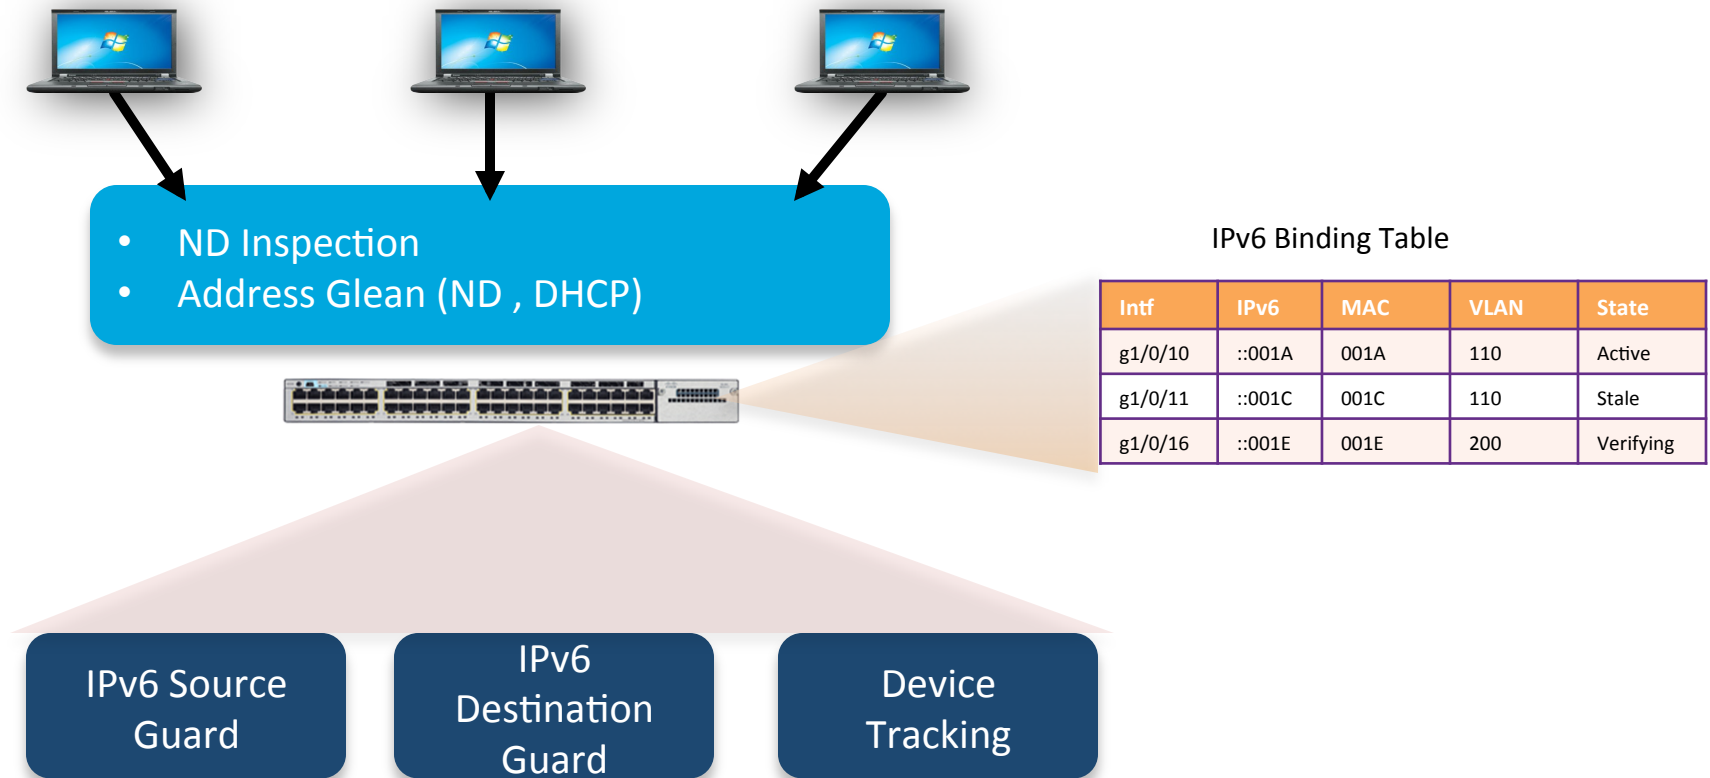 • ND Inspection
• Address Glean (ND , DHCP)
IPv6 Binding Table
Intf IPv6 MAC VLAN State
g1/0/10 ::001A 001A 110 Active
g1/0/11 ::001C 001C 110 Stale
g1/0/16 ::001E 001E 200 Verifying
IPv6 Source
Guard
IPv6
Destination
Guard
Device
Tracking